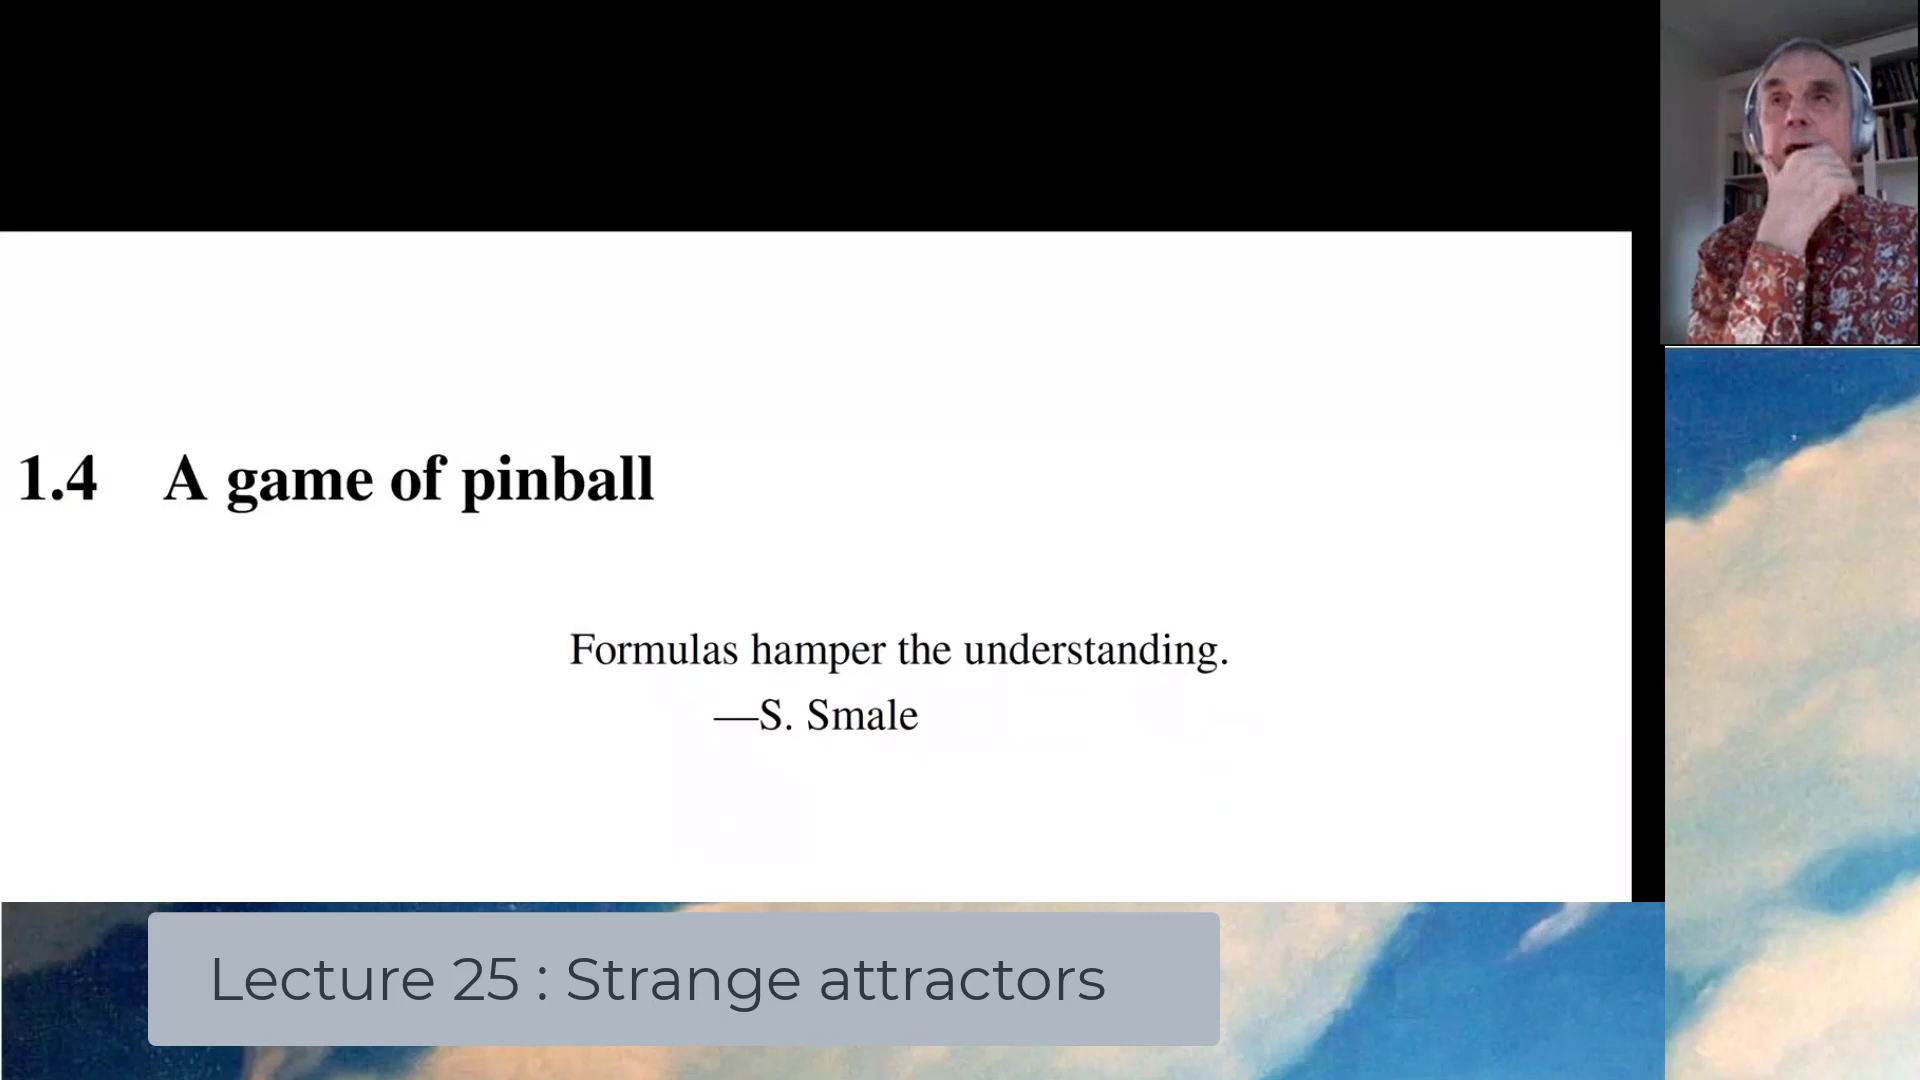 1.4 A game of pinball
Formulas hamper the understanding.
—S. Smale
Lecture 25 : Strange attractors